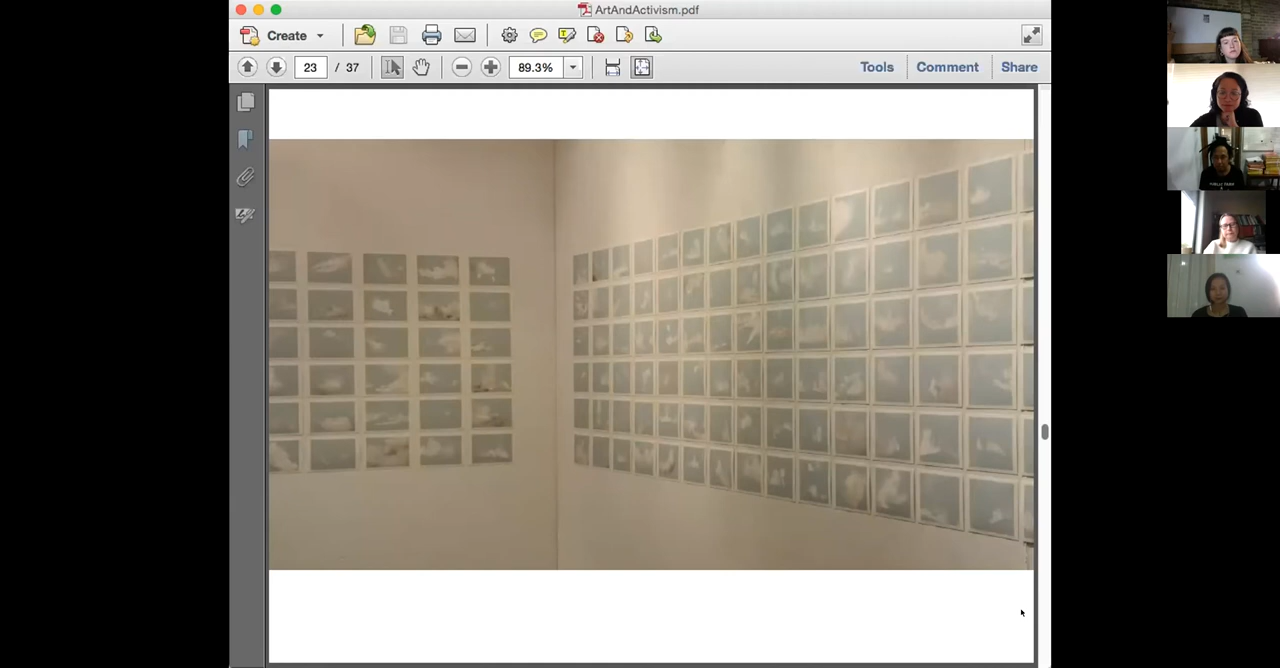 ArtAndActivism.pdf
Create
23 / 37
89.3%
Tools
Comment
Share